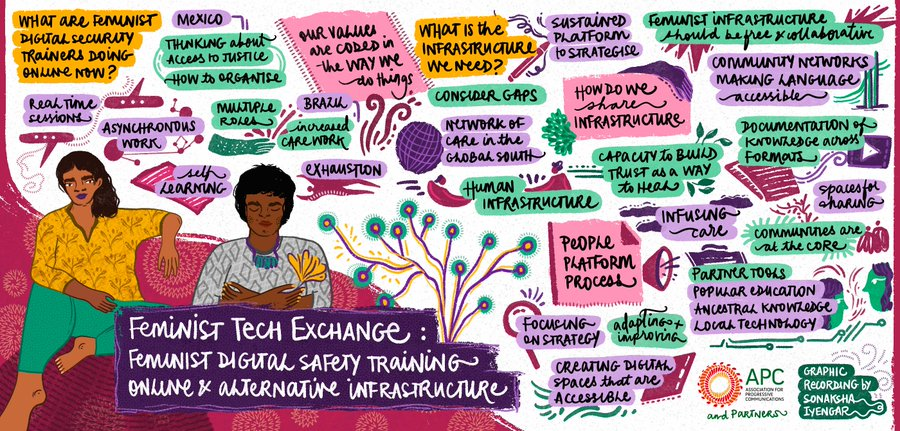 WHAT ARE FEMINIST
DIGITAL SECURITY
TRAINERS DOING
ONLINE NOW?
MEXICO
THINKING about
ACCESS TO JUSTICE
HOW TO ORGANISE
REAL TIME
SESSIONS
ASYNCHRONOUS
WORK
MULTIPLE
ROLES
BRAZIL
increased
CARE WORK
SELF
LEARNING
EXHAUSTION
OUR VALUES
ARE CODED in
the WAY WE
do things
WHAT IS the
INFRASTRUCTURE
WE NEED?
SUSTAINED
PLATFORM
to STRATEGISE
CONSIDER GAPS
NETWORK OF
CARE in the
GLOBAL SOUTH
HUMAN
INFRASTRUCTURE
HOW DO WE
share
INFRASTRUCTURE
FEMINIST INFRASTRUCTURE
should be free & collaborative
COMMUNITY NETWORKS
MAKING LANGUAGE
accessible
DOCUMENTATION of
KNOWLEDGE ACROSS
FORMATS
CAPACITY to BUILD
TRUST AS A WAY
to HEAL
SPACES for
SHARING
INFUSING
CARE
COMMUNITIES ARE
AT the CORE
PEOPLE
PLATFORM
PROCESS
PARTNER TOOLS
POPULAR EDUCATION
ANCESTRAL KNOWLEDGE
LOCAL TECHNOLOGY
FOCUSING
ON STRATEGY
adapting +
improving
CREATING DIGITAL
SPACES that ARE
ACCESSIBLE
FEMINIST TECH EXCHANGE:
FEMINIST DIGITAL SAFETY TRAINING
ONLINE & ALTERNATIVE INFRASTRUCTURE
APC
ASSOCIATION FOR
PROGRESSIVE
COMMUNICATIONS
and PARTNERS
GRAPHIC
RECORDING by
SONAKSHA
IYENGAR